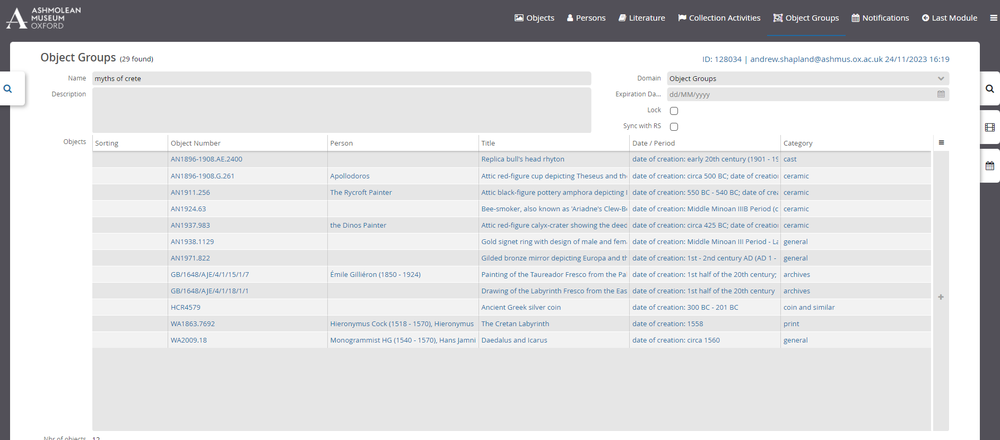 ASHMOLEAN
MUSEUM
OXFORD
Objects Persons Literature Collection Activities Object Groups Notifications Last Module
Object Groups (29 found)
ID: 128034 | andrew.shapland@ashmus.ox.ac.uk 24/11/2023 16:19
Name myths of crete
Domain Object Groups
Description
Expiration Da... dd/MM/yyyy
Lock
Sync with RS
Objects Sorting Object Number Person Title Date / Period Category
AN1896-1908.AE.2400 Replica bull's head rhyton date of creation: early 20th century (1901 - 19 cast
AN1896-1908.G.261 Apollodoros Attic red-figure cup depicting Theseus and the date of creation: circa 500 BC; date of creation ceramic
AN1911.256 The Rycroft Painter Attic black-figure pottery amphora depicting date of creation: 550 BC - 540 BC; date of crea ceramic
AN1924.63 Bee-smoker, also known as 'Ariadne's Clew-B date of creation: Middle Minoan IIIB Period (c ceramic
AN1937.983 the Dinos Painter Attic red-figure calyx-crater showing the deed date of creation: circa 425 BC; date of creation ceramic
AN1938.1129 Gold signet ring with design of male and fema date of creation: Middle Minoan III Period - La general
AN1971.822 Gilded bronze mirror depicting Europa and th date of creation: 1st - 2nd century AD (AD 1 - general
GB/1648/AJE/4/1/15/1/7 Émile Gilliéron (1850 - 1924) Painting of the Taureador Fresco from the Pa date of creation: 1st half of the 20th century; archives
GB/1648/AJE/4/1/18/1/1 Drawing of the Labyrinth Fresco from the Eas date of creation: 1st half of the 20th century archives
HCR4579 Ancient Greek silver coin date of creation: 300 BC - 201 BC coin and similar
WA1863.7692 Hieronymus Cock (1518 - 1570), Hieronymus The Cretan Labyrinth date of creation: 1558 print
WA2009.18 Monogrammist HG (1540 - 1570), Hans Jamni Daedalus and Icarus date of creation: circa 1560 general
Nbr of objects 12